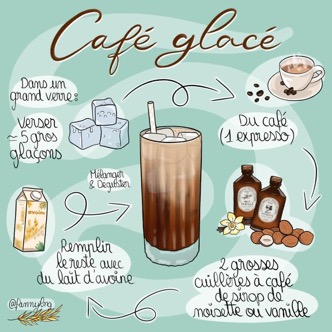 Café glacé
Dans un
grand verre:
verser
~ 5 gros
glaçons
Du café
(1 expresso)
2 grosses
cuillères à café
de sirop de
noisette ou vanille
Remplir
le reste avec
du lait d'avoine
Mélanger
& Déguster